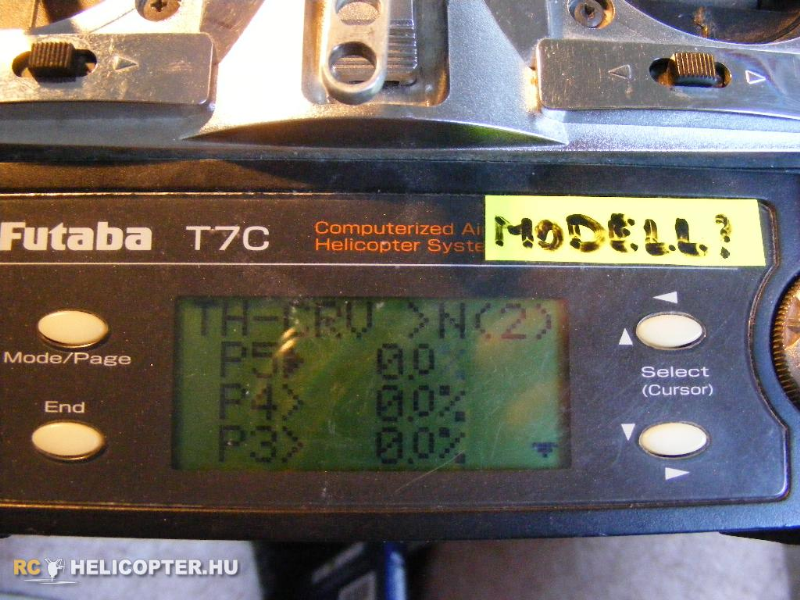 Futaba T7C Computerized Ai
Helicopter Syste
MODELL?
TH-CRV >N(2)
P5 0.0
P4> 0.0%
P3> 0.0%
Mode/Page
End
Select
(Cursor)
RC HELICOPTER.HU